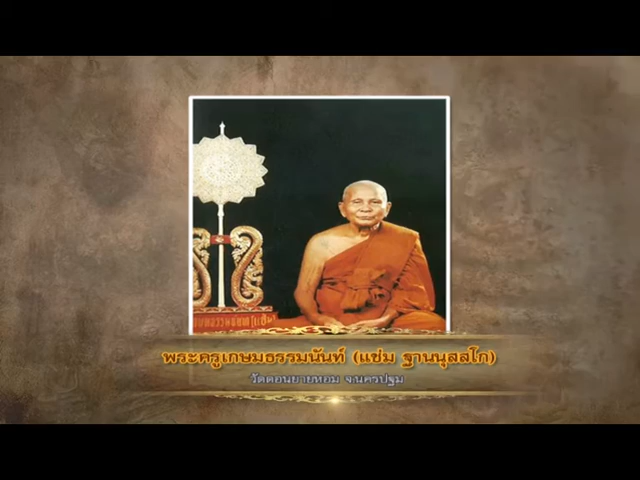 พระครูเกษมธรรมนันท์ (แช่ม ฐานนุสสโก)
วัดดอนยายหอม จ.นครปฐม